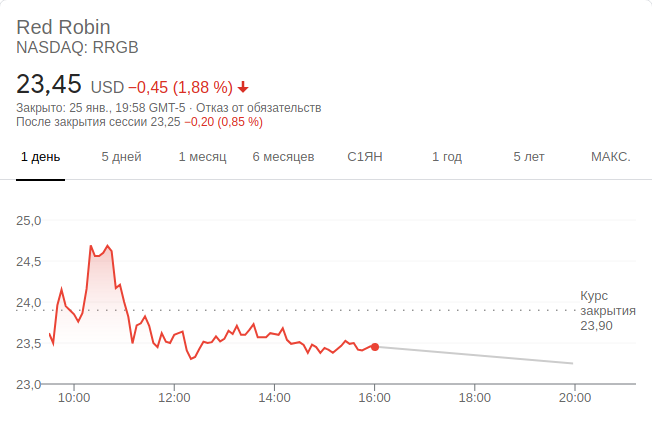 Red Robin
NASDAQ: RRGB
23,45 USD −0,45 (1,88 %)
Закрыто: 25 янв., 19:58 GMT-5 · Отказ от обязательств
После закрытия сессии 23,25 −0,20 (0,85 %)
1 день 5 дней 1 месяц 6 месяцев С1ЯН 1 год 5 лет МАКС.
25,0
24,5
24,0
23,5
23,0
Курс
закрытия
23,90
10:00 12:00 14:00 16:00 18:00 20:00